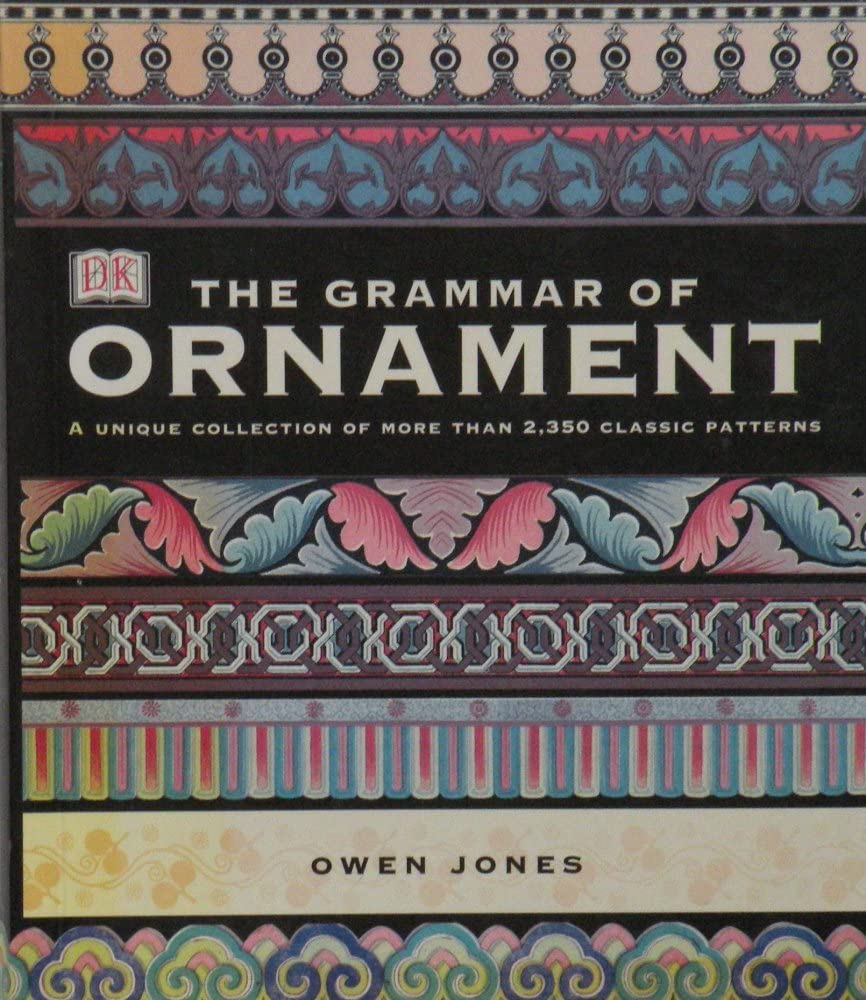 DK
THE GRAMMAR OF
ORNAMENT
A UNIQUE COLLECTION OF MORE THAN 2,350 CLASSIC PATTERNS
OWEN JONES